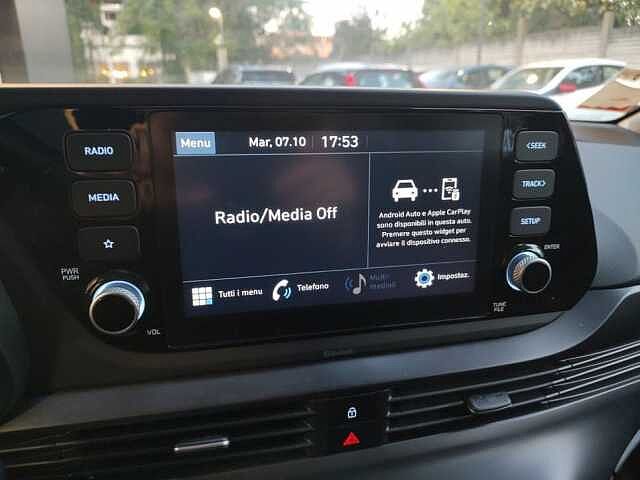 RADIO
MEDIA
☆
PWR
PUSH
VOL
Menu
Mar, 07.10
17:53
Radio/Media Off
Android Auto e Apple CarPlay
sono disponibili in questa auto.
Premere questo widget per
avviare il dispositivo connesso.
Tutti i menu
Telefono
Multi-
mediali
Impostaz.
<SEEK
TRACK>
SETUP
ENTER
TUNE
FILE